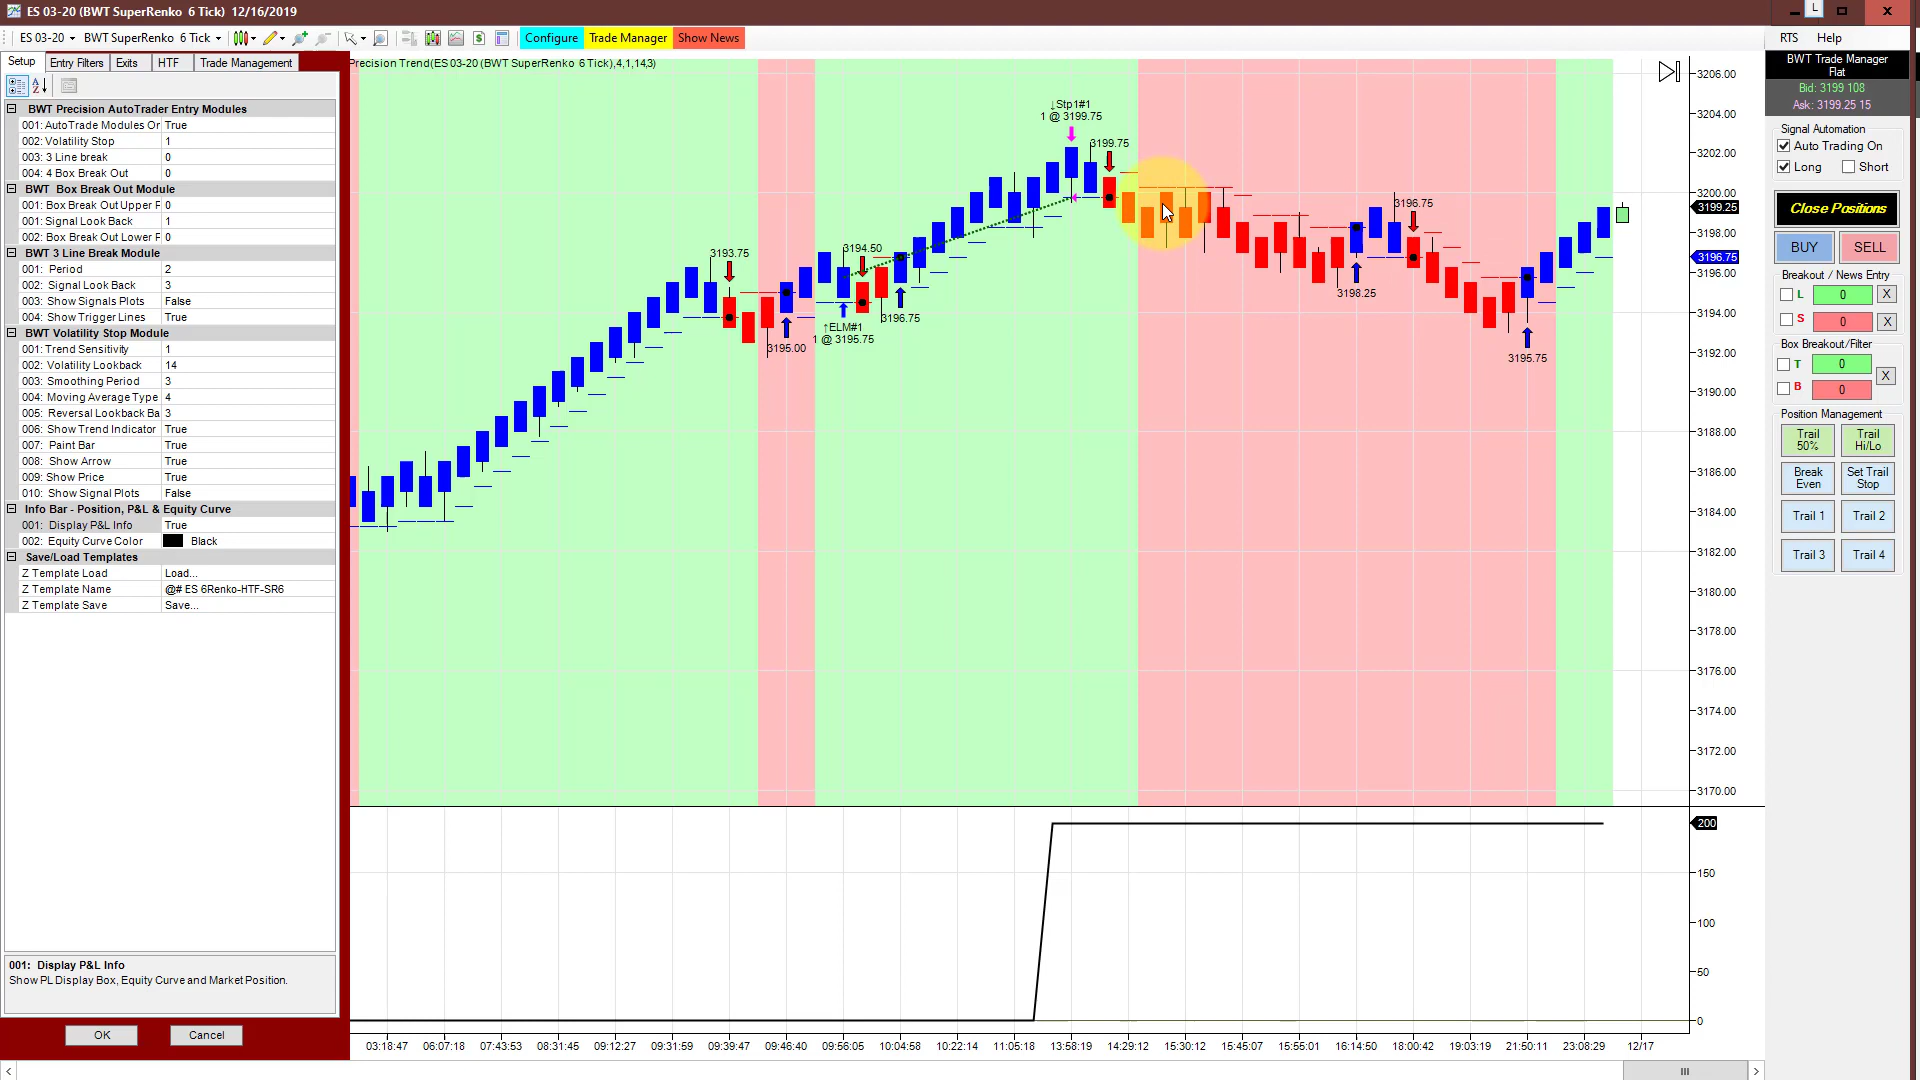 ES 03-20 (BWT SuperRenko 6 Tick) 12/16/2019
L
ES 03-20 BWT SuperRenko 6 Tick Configure Trade Manager Show News
RTS Help
Setup Entry Filters Exits HTF Trade Management
BWT Precision AutoTrader Entry Modules
001: AutoTrade Modules Or True
002: Volatility Stop 1
003: 3 Line break 0
004: 4 Box Break Out 0
BWT Box Break Out Module
001: Box Break Out Upper F 0
001: Signal Look Back 1
002: Box Break Out Lower F 0
BWT 3 Line Break Module
001: Period 2
002: Signal Look Back 3
003: Show Signals Plots False
004: Show Trigger Lines True
BWT Volatility Stop Module
001: Trend Sensitivity 1
002: Volatility Lookback 14
003: Smoothing Period 3
004: Moving Average Type 4
005: Reversal Lookback Ba 3
006: Show Trend Indicator True
007: Paint Bar True
008: Show Arrow True
009: Show Price True
010: Show Signal Plots False
Info Bar - Position, P&L & Equity Curve
001: Display P&L Info True
002: Equity Curve Color Black
Save/Load Templates
Z Template Load Load...
Z Template Name @# ES 6Renko-HTF-SR6
Z Template Save Save...
001: Display P&L Info
Show PL Display Box, Equity Curve and Market Position.
OK Cancel
Precision Trend(ES 03-20 (BWT SuperRenko 6 Tick),4,1,14,3)
↓Stp1#1
1 @ 3199.75
3199.75
3193.75
3195.00
3194.50
↑ELM#1
1 @ 3195.75
3196.75
3198.25
3196.75
3195.75
3206.00
3204.00
3202.00
3200.00
3199.25
3198.00
3196.75
3196.00
3194.00
3192.00
3190.00
3188.00
3186.00
3184.00
3182.00
3180.00
3178.00
3176.00
3174.00
3172.00
3170.00
200
150
100
50
0
03:18:47 06:07:18 07:43:53 08:31:45 09:12:27 09:31:59 09:39:47 09:46:40 09:56:05 10:04:58 10:22:14 11:05:18 13:58:19 14:29:12 15:30:12 15:45:07 15:55:01 16:14:50 18:00:42 19:03:19 21:50:11 23:08:29 12/17
BWT Trade Manager
Flat
Bid: 3199 108
Ask: 3199.25 15
Signal Automation
Auto Trading On
Long Short
Close Positions
BUY SELL
Breakout / News Entry
L 0 X
S 0 X
Box Breakout/Filter
T 0
X
B 0
Position Management
Trail 50% Trail Hi/Lo
Break Even Set Trail Stop
Trail 1 Trail 2
Trail 3 Trail 4